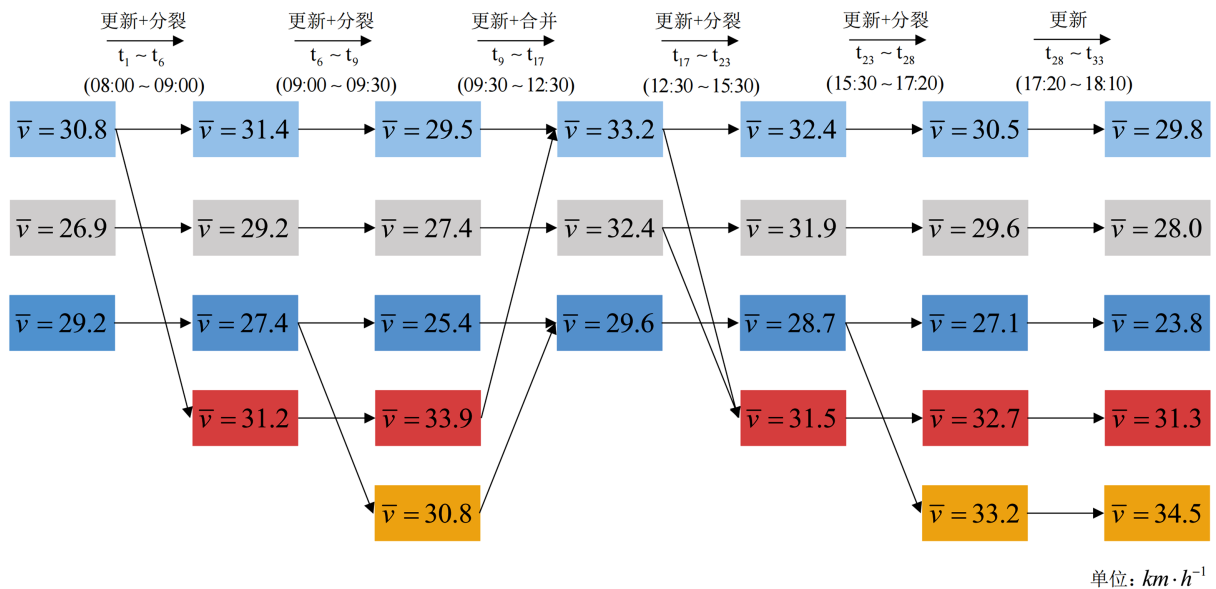 更新+分裂 更新+分裂 更新+合并 更新+分裂 更新+分裂 更新
t₁ ~ t₆ t₆ ~ t₉ t₉ ~ t₁₇ t₁₇ ~ t₂₃ t₂₃ ~ t₂₈ t₂₈ ~ t₃₃
(08:00 ~ 09:00) (09:00 ~ 09:30) (09:30 ~ 12:30) (12:30 ~ 15:30) (15:30 ~ 17:20) (17:20 ~ 18:10)
v̅ = 30.8 v̅ = 31.4 v̅ = 29.5 v̅ = 33.2 v̅ = 32.4 v̅ = 30.5 v̅ = 29.8
v̅ = 26.9 v̅ = 29.2 v̅ = 27.4 v̅ = 32.4 v̅ = 31.9 v̅ = 29.6 v̅ = 28.0
v̅ = 29.2 v̅ = 27.4 v̅ = 25.4 v̅ = 29.6 v̅ = 28.7 v̅ = 27.1 v̅ = 23.8
v̅ = 31.2 v̅ = 33.9 v̅ = 31.5 v̅ = 32.7 v̅ = 31.3
v̅ = 30.8 v̅ = 33.2 v̅ = 34.5
单位: km·h⁻¹